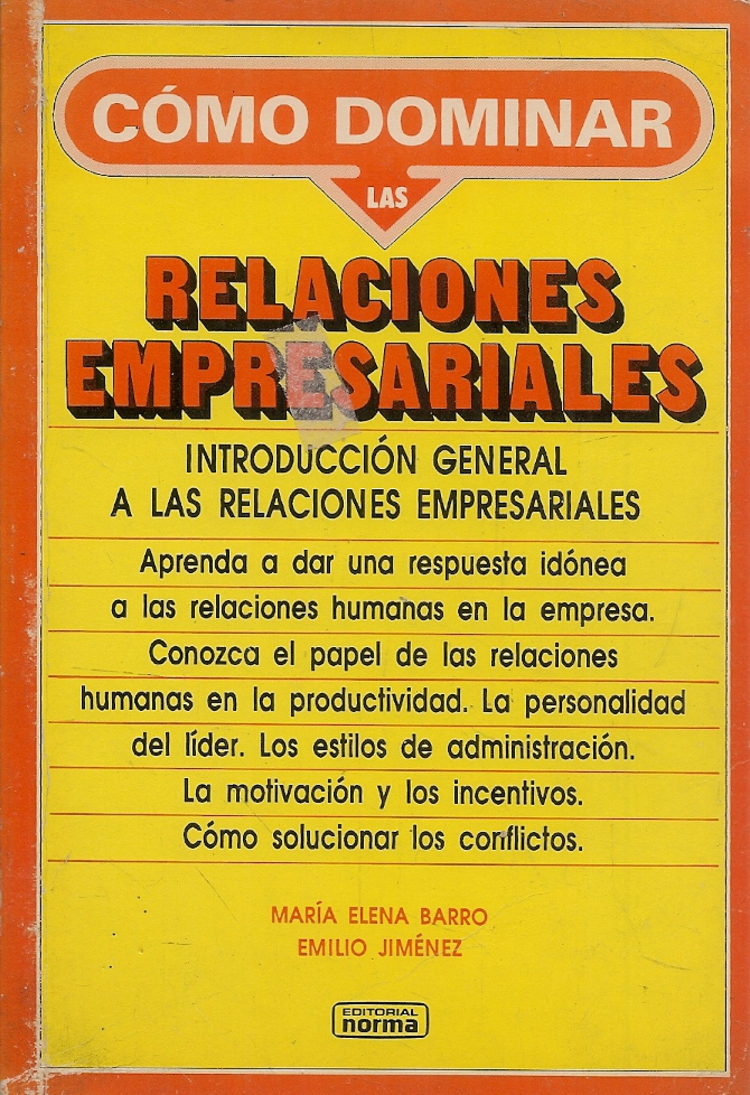 CÓMO DOMINAR
LAS
RELACIONES
EMPRESARIALES
INTRODUCCIÓN GENERAL
A LAS RELACIONES EMPRESARIALES
Aprenda a dar una respuesta idónea
a las relaciones humanas en la empresa.
Conozca el papel de las relaciones
humanas en la productividad. La personalidad
del líder. Los estilos de administración.
La motivación y los incentivos.
Cómo solucionar los conflictos.
MARÍA ELENA BARRO
EMILIO JIMÉNEZ
EDITORIAL
norma